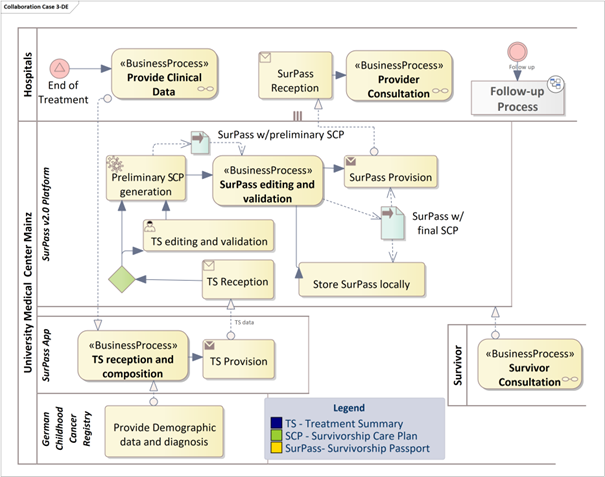 Collaboration Case 3-DE
Hospitals
End of
Treatment
«BusinessProcess»
Provide Clinical
Data
SurPass
Reception
«BusinessProcess»
Provider
Consultation
Follow up
Follow-up
Process
University Medical Center Mainz
SurPass v2.0 Platform
SurPass w/preliminary SCP
Preliminary SCP
generation
«BusinessProcess»
SurPass editing and
validation
SurPass Provision
SurPass w/
final SCP
TS editing and validation
TS Reception
Store SurPass locally
TS data
SurPass App
«BusinessProcess»
TS reception and
composition
TS Provision
Survivor
«BusinessProcess»
Survivor
Consultation
German
Childhood
Cancer
Registry
Provide Demographic
data and diagnosis
Legend
TS - Treatment Summary
SCP - Survivorship Care Plan
SurPass- Survivorship Passport